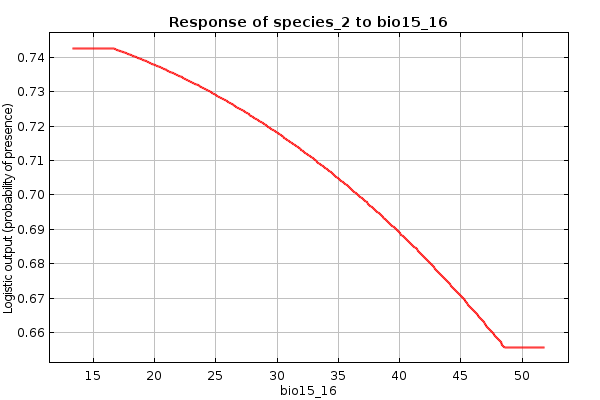 Response of species_2 to bio15_16
Logistic output (probability of presence)
0.74
0.73
0.72
0.71
0.70
0.69
0.68
0.67
0.66
15 20 25 30 35 40 45 50
bio15_16